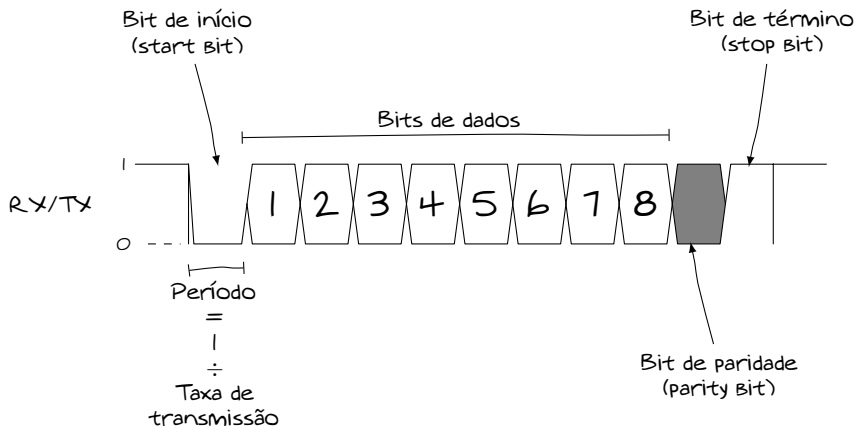 Bit de início
(start Bit)
Bit de término
(stop Bit)
Bits de dados
1
RX/TX
1 2 3 4 5 6 7 8
0
Período
=
1
÷
Taxa de
transmissão
Bit de paridade
(parity Bit)